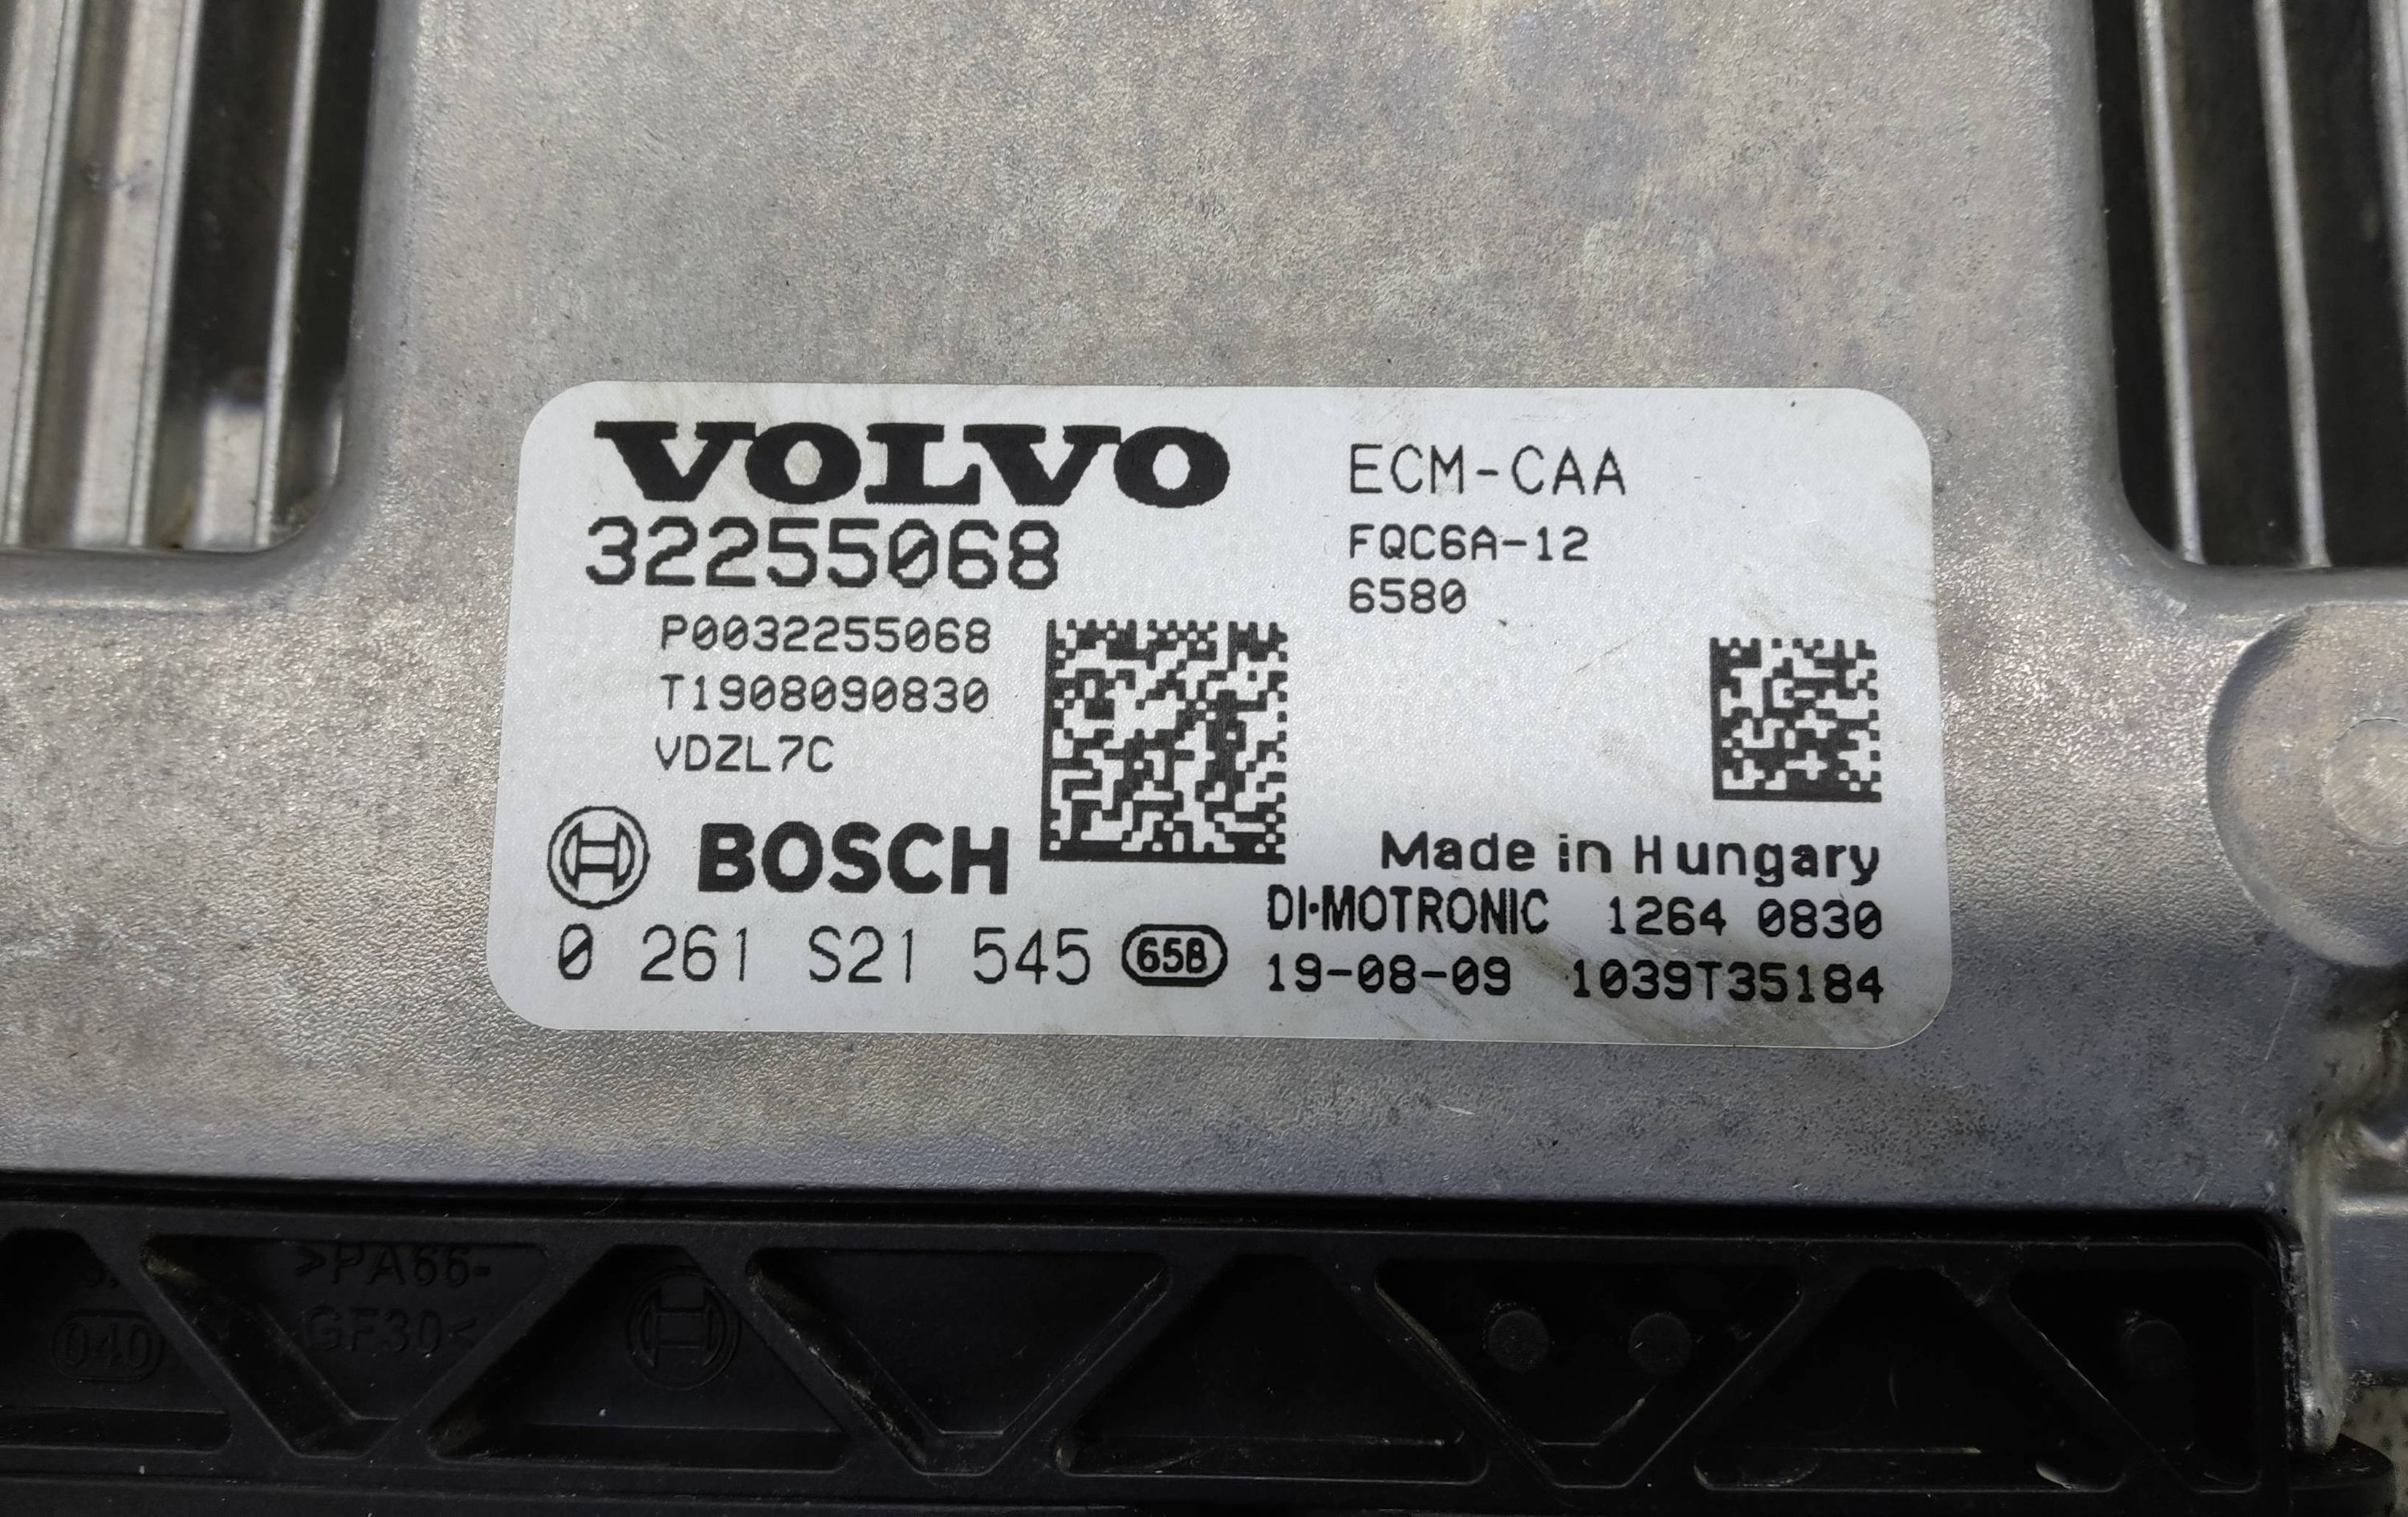 VOLVO
32255068
P0032255068
T1908090830
VDZL7C
ECM-CAA
FQC6A-12
6580
BOSCH
0 261 S21 545 658
Made in Hungary
DI·MOTRONIC 1264 0830
19-08-09 1039T35184
>PA66-
GF30<
040